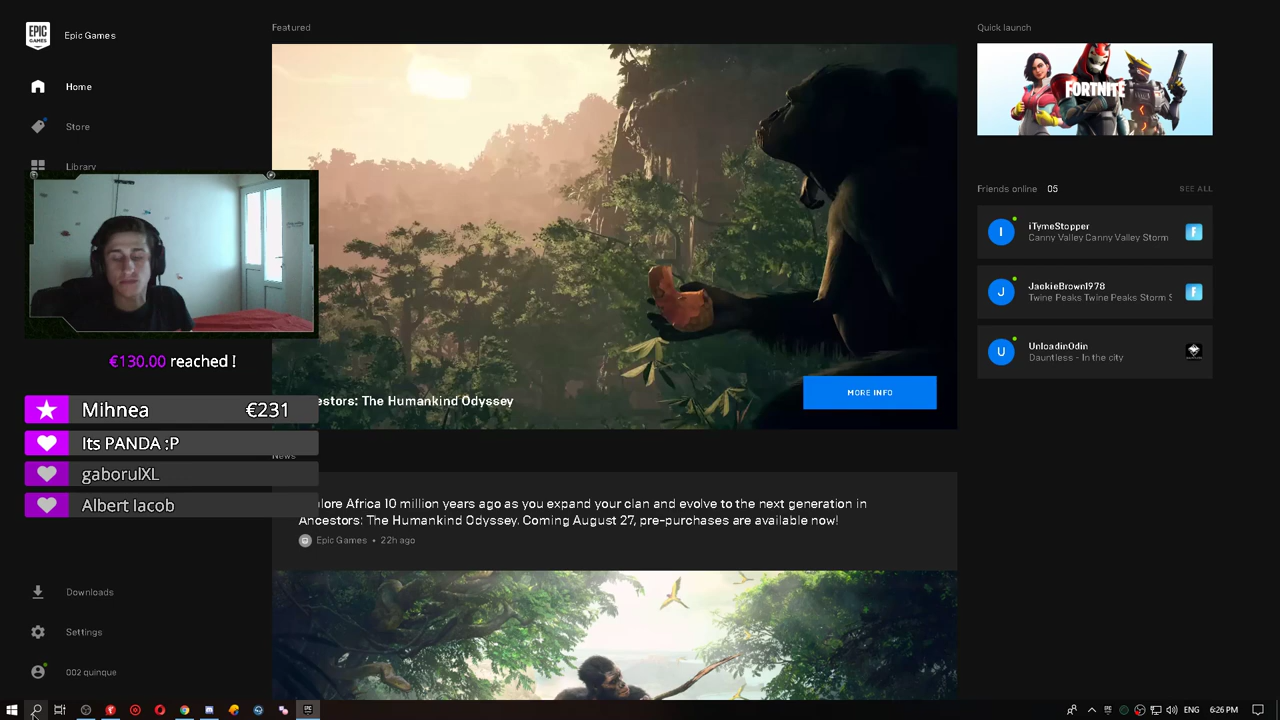 EPIC GAMES
Epic Games
Home
Store
Library
€130.00 reached !
Mihnea €231
Its PANDA :P
gaborulXL
Albert Iacob
Downloads
Settings
002 quinque
Featured
estors: The Humankind Odyssey
MORE INFO
News
plore Africa 10 million years ago as you expand your clan and evolve to the next generation in
Ancestors: The Humankind Odyssey. Coming August 27, pre-purchases are available now!
Epic Games • 22h ago
Quick launch
FORTNITE
Friends online 05
SEE ALL
I
iTymeStopper
Canny Valley Canny Valley Storm
F
J
JackieBrown1978
Twine Peaks Twine Peaks Storm S
F
U
UnloadinOdin
Dauntless - In the city
ENG
6:26 PM